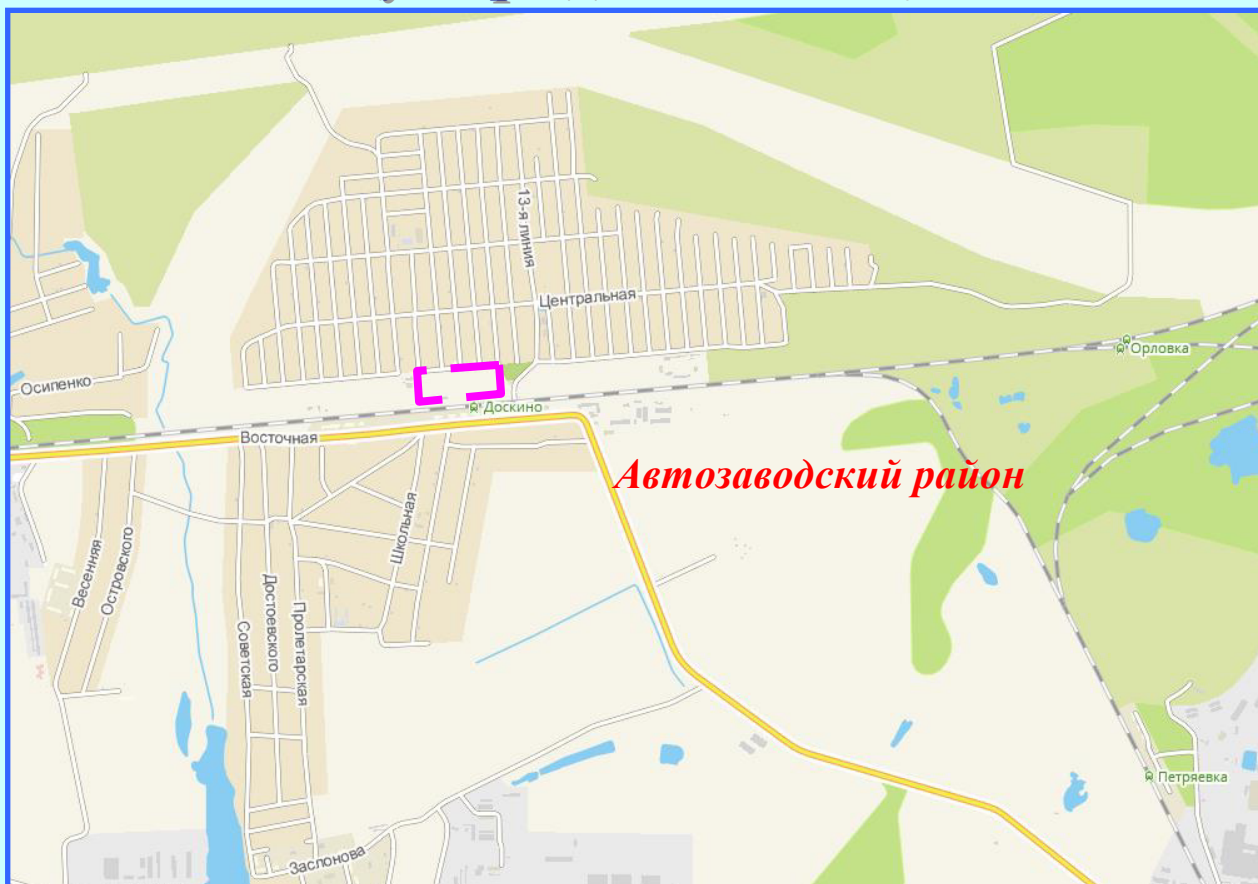 13-я линия
Центральная
Орловка
Осипенко
Доскино
Восточная
Автозаводский район
Школьная
Весенняя
Островского
Достоевского
Пролетарская
Советская
Петряевка
Заслонова